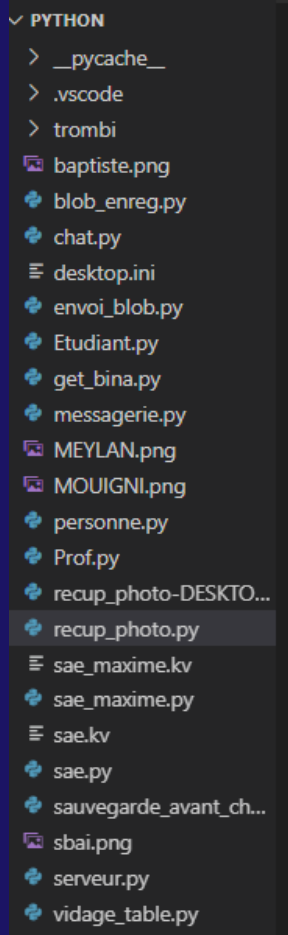 PYTHON
__pycache__
.vscode
trombi
baptiste.png
blob_enreg.py
chat.py
desktop.ini
envoi_blob.py
Etudiant.py
get_bina.py
messagerie.py
MEYLAN.png
MOUIGNI.png
personne.py
Prof.py
recup_photo-DESKTO...
recup_photo.py
sae_maxime.kv
sae_maxime.py
sae.kv
sae.py
sauvegarde_avant_ch...
sbai.png
serveur.py
vidage_table.py